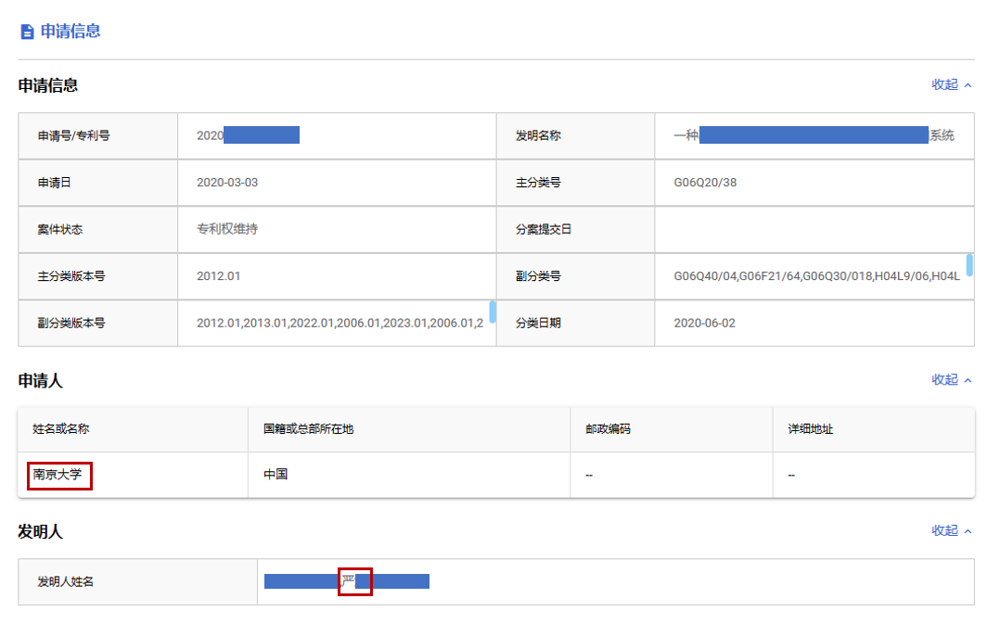 申请信息
申请信息 收起
申请号/专利号 2020 发明名称 一种 系统
申请日 2020-03-03 主分类号 G06Q20/38
案件状态 专利权维持 分案提交日
主分类版本号 2012.01 副分类号 G06Q40/04,G06F21/64,G06Q30/018,H04L9/06,H04L
副分类版本号 2012.01,2013.01,2022.01,2006.01,2023.01,2006.01,2 分类日期 2020-06-02
申请人 收起
姓名或名称 国籍或总部所在地 邮政编码 详细地址
南京大学 中国 -- --
发明人 收起
发明人姓名 严